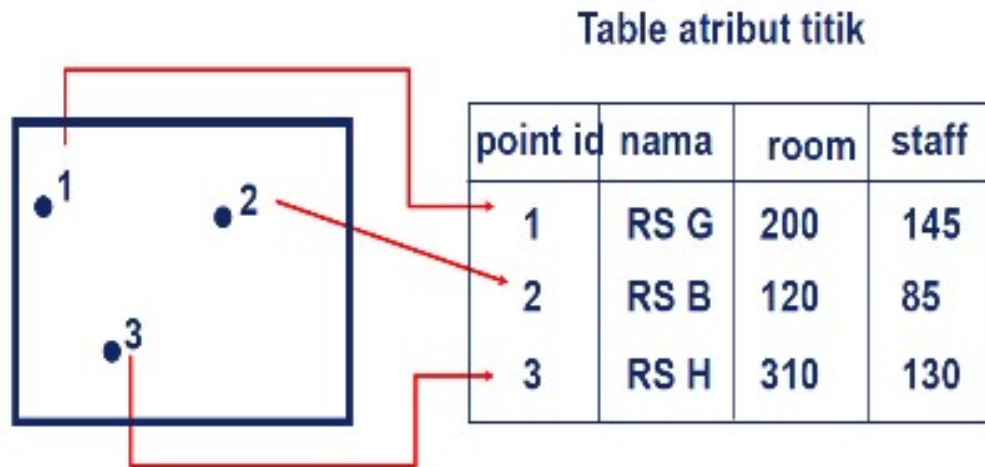 Table atribut titik
1
2
3
point id nama room staff
1 RS G 200 145
2 RS B 120 85
3 RS H 310 130